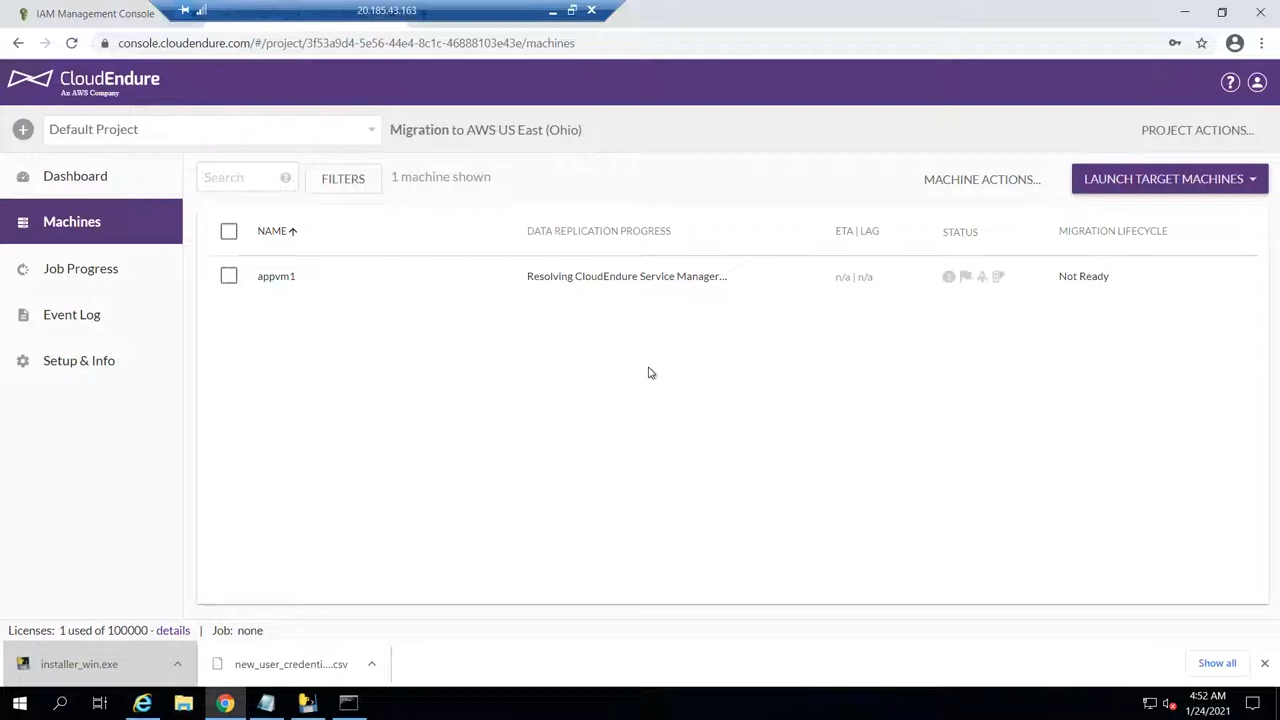 IAM Management Console
20.185.43.163
console.cloudendure.com/#/project/3f53a9d4-5e56-44e4-8c1c-46888103e43e/machines
CloudEndure
An AWS Company
Default Project
Migration to AWS US East (Ohio)
PROJECT ACTIONS...
Dashboard
Search
FILTERS
1 machine shown
MACHINE ACTIONS...
LAUNCH TARGET MACHINES
Machines
NAME
DATA REPLICATION PROGRESS
ETA | LAG
STATUS
MIGRATION LIFECYCLE
Job Progress
appvm1
Resolving CloudEndure Service Manager...
n/a | n/a
Not Ready
Event Log
Setup & Info
Licenses: 1 used of 100000 - details | Job: none
installer_win.exe
new_user_credenti....csv
Show all
4:52 AM
1/24/2021